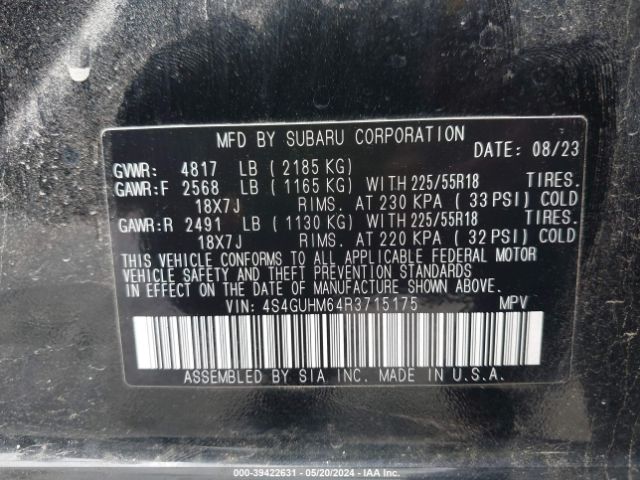 MFD BY SUBARU CORPORATION
GVWR: 4817 LB ( 2185 KG) DATE: 08/23
GAWR:F 2568 LB ( 1165 KG) WITH 225/55R18 TIRES.
18X7J RIMS. AT 230 KPA ( 33 PSI) COLD
GAWR:R 2491 LB ( 1130 KG) WITH 225/55R18 TIRES.
18X7J RIMS. AT 220 KPA ( 32 PSI) COLD
THIS VEHICLE CONFORMS TO ALL APPLICABLE FEDERAL MOTOR
VEHICLE SAFETY AND THEFT PREVENTION STANDARDS
IN EFFECT ON THE DATE OF MANUFACTURE SHOWN ABOVE.
VIN: 4S4GUHM64R3715175 MPV
ASSEMBLED BY SIA INC. MADE IN U.S.A.
000-39422631 - 05/20/2024 - IAA Inc.